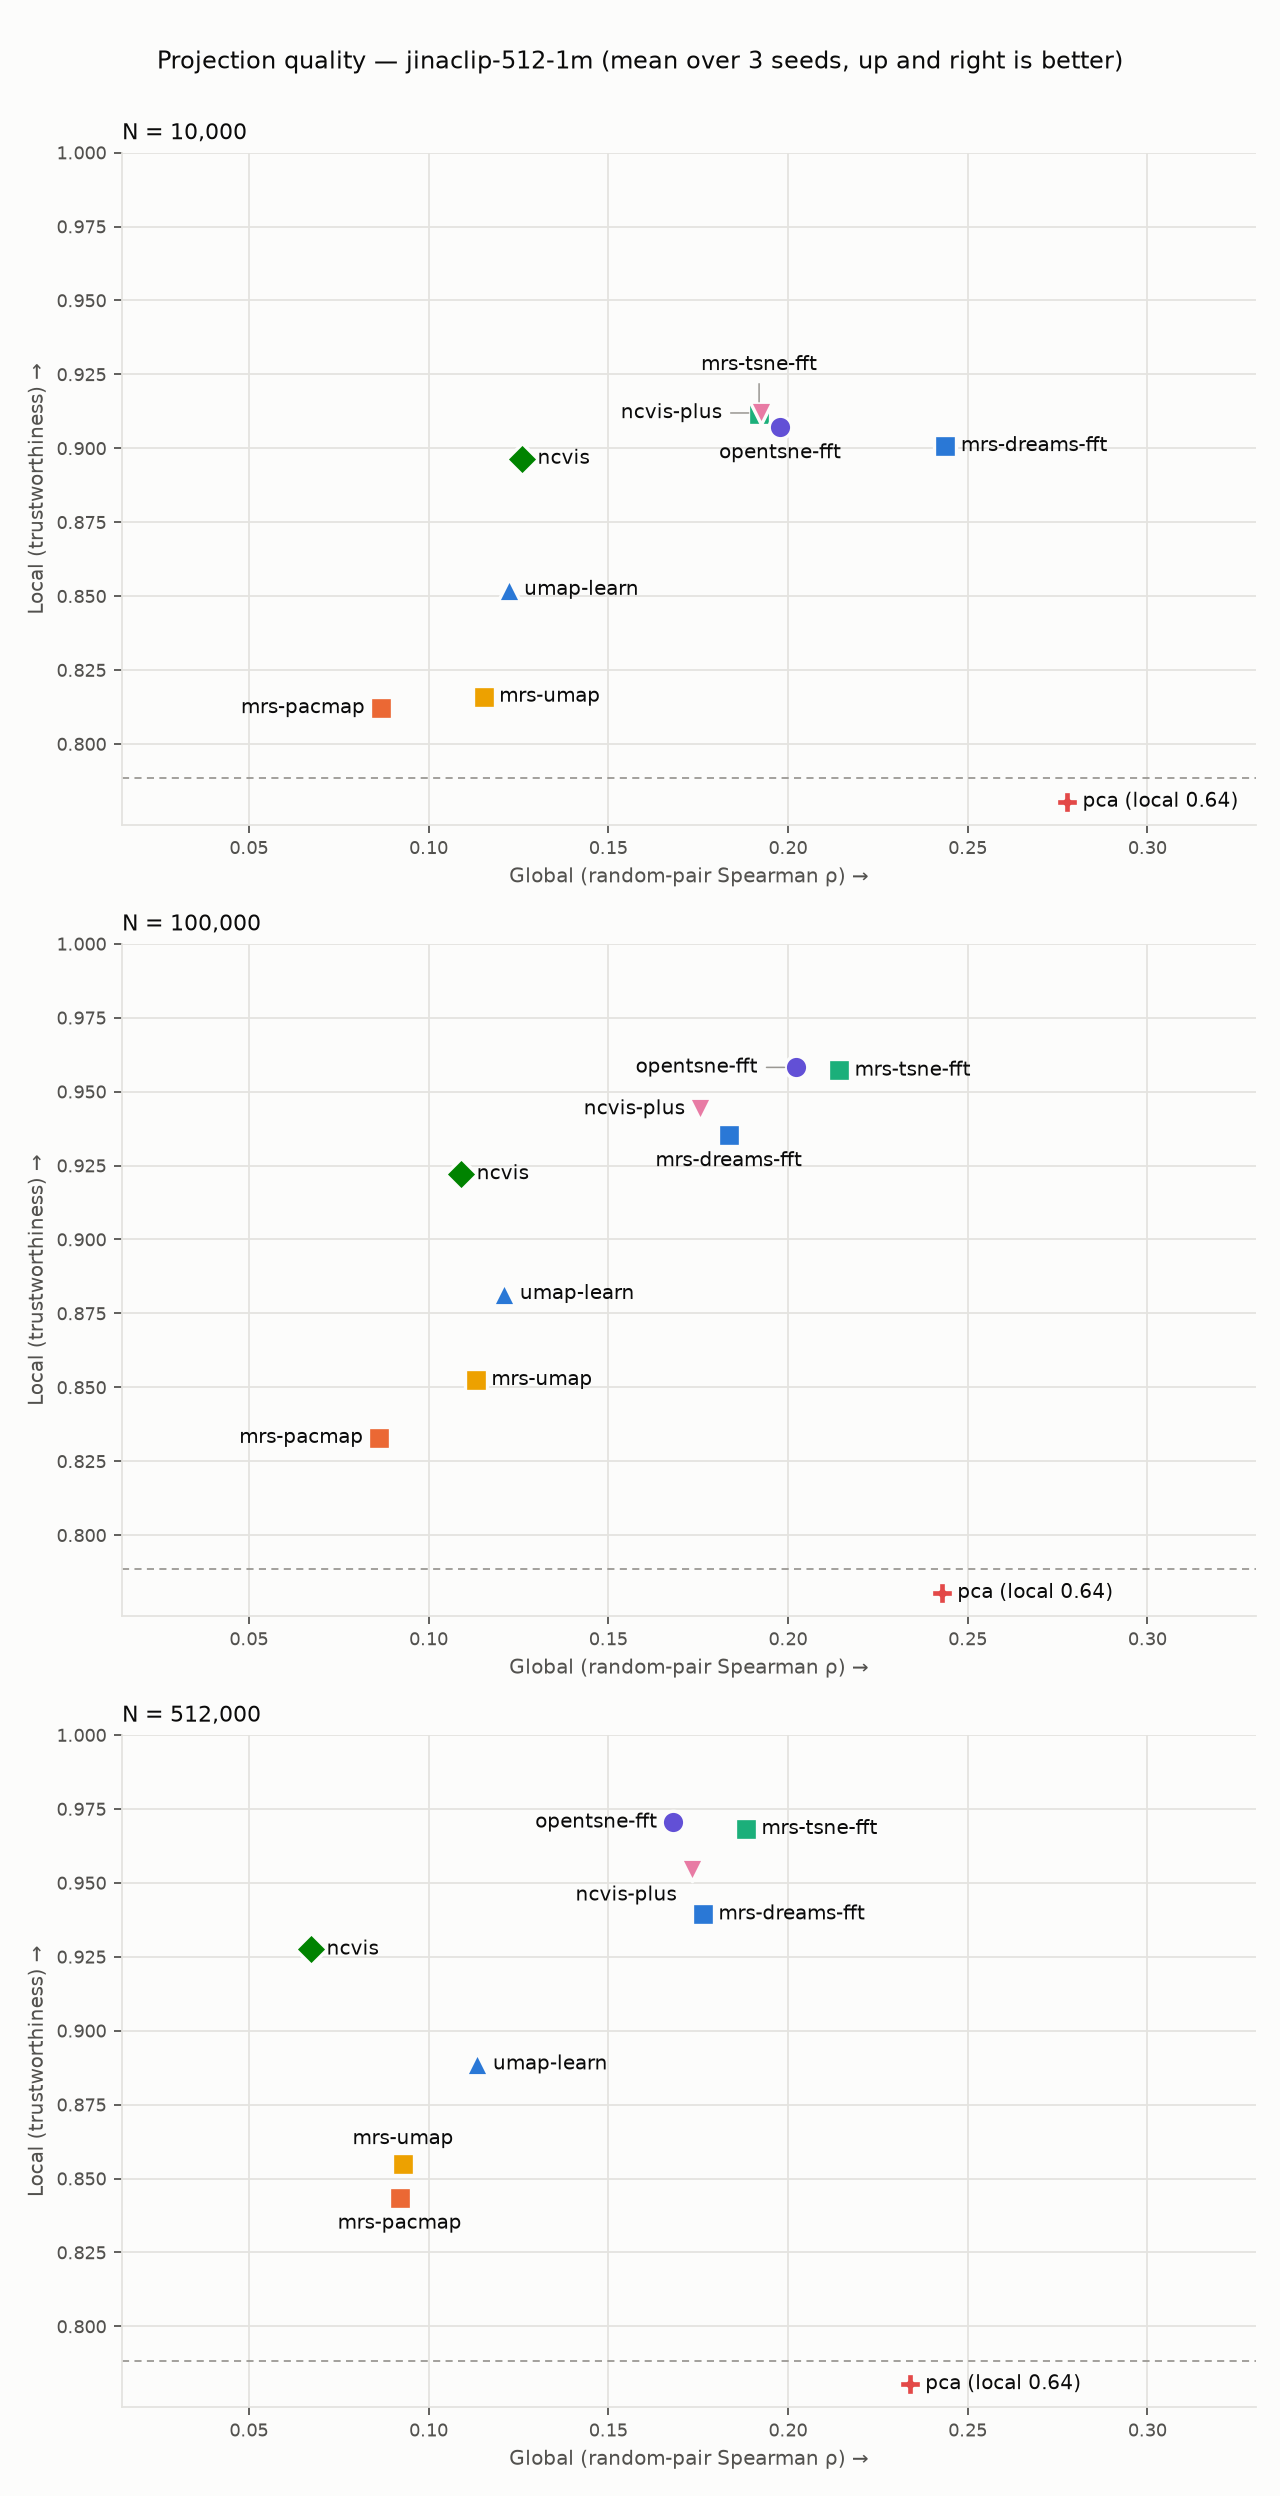 Projection quality — jinaclip-512-1m (mean over 3 seeds, up and right is better)
N = 10,000
1.000
0.975
0.950
0.925
0.900
0.875
0.850
0.825
0.800
Local (trustworthiness) →
mrs-tsne-fft
ncvis-plus
opentsne-fft
mrs-dreams-fft
ncvis
umap-learn
mrs-umap
mrs-pacmap
pca (local 0.64)
0.05 0.10 0.15 0.20 0.25 0.30
Global (random-pair Spearman ρ) →
N = 100,000
1.000
0.975
0.950
0.925
0.900
0.875
0.850
0.825
0.800
Local (trustworthiness) →
opentsne-fft
mrs-tsne-fft
ncvis-plus
mrs-dreams-fft
ncvis
umap-learn
mrs-umap
mrs-pacmap
pca (local 0.64)
0.05 0.10 0.15 0.20 0.25 0.30
Global (random-pair Spearman ρ) →
N = 512,000
1.000
0.975
0.950
0.925
0.900
0.875
0.850
0.825
0.800
Local (trustworthiness) →
opentsne-fft
mrs-tsne-fft
ncvis-plus
mrs-dreams-fft
ncvis
umap-learn
mrs-umap
mrs-pacmap
pca (local 0.64)
0.05 0.10 0.15 0.20 0.25 0.30
Global (random-pair Spearman ρ) →